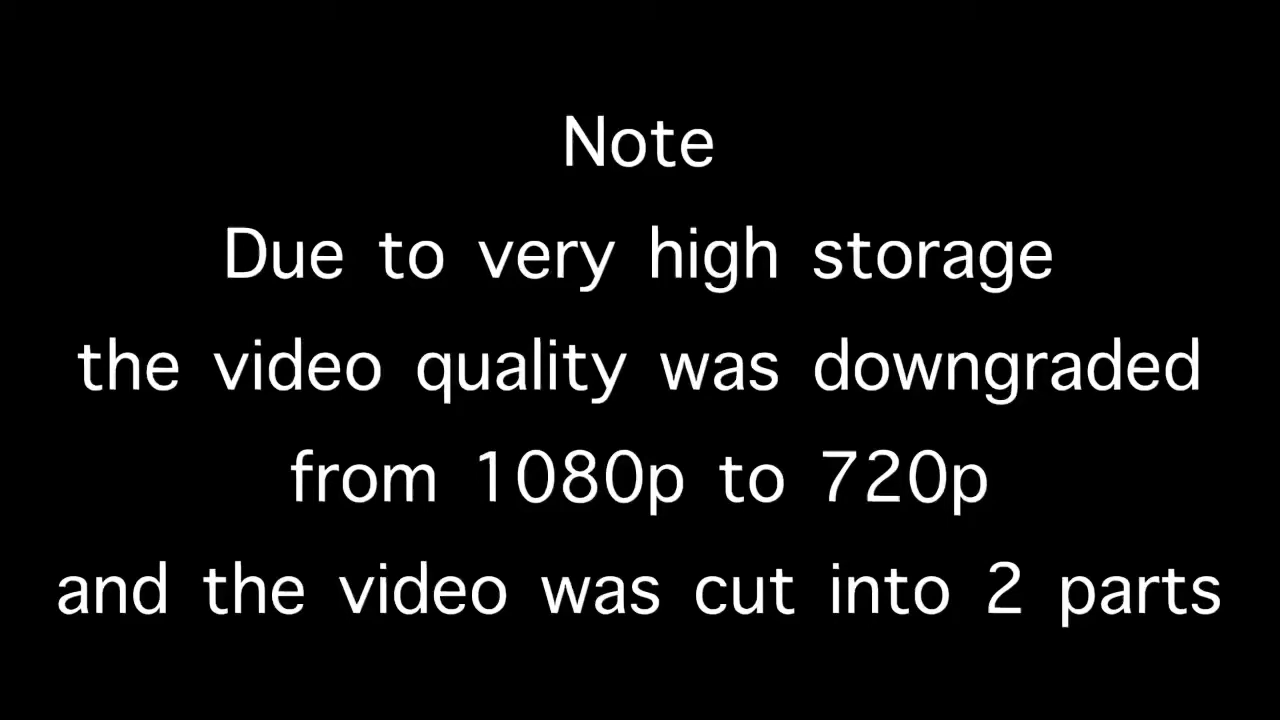 Note
Due to very high storage
the video quality was downgraded
from 1080p to 720p
and the video was cut into 2 parts